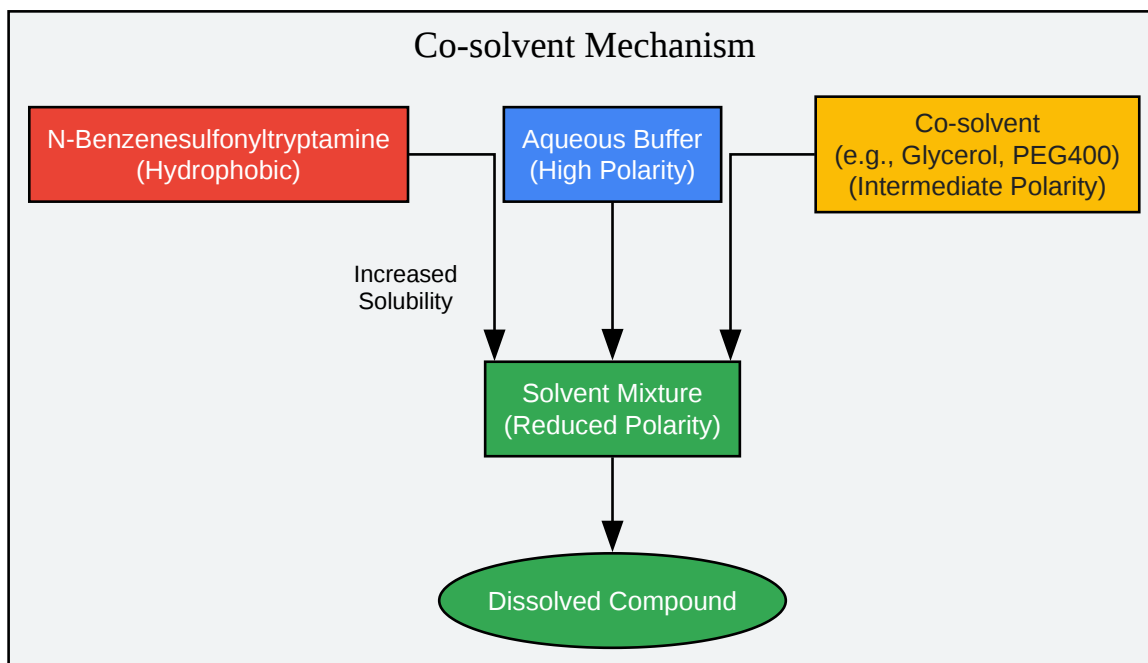 Co-solvent Mechanism
N-Benzenesulfonyltryptamine
(Hydrophobic)
Aqueous Buffer
(High Polarity)
Co-solvent
(e.g., Glycerol, PEG400)
(Intermediate Polarity)
Increased
Solubility
Solvent Mixture
(Reduced Polarity)
Dissolved Compound